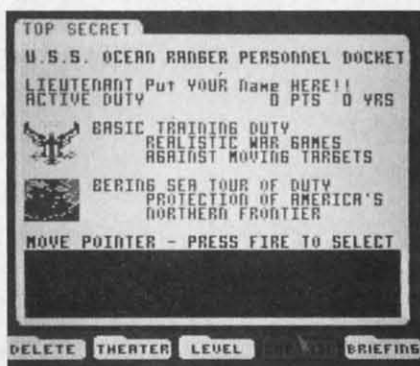 TOP SECRET
U.S.S. OCEAN RANGER PERSONNEL DOCKET
LIEUTENANT Put YOUR Name HERE!!
ACTIVE DUTY 0 PTS 0 YRS
BASIC TRAINING DUTY
REALISTIC WAR GAMES
AGAINST MOVING TARGETS
BERING SEA TOUR OF DUTY
PROTECTION OF AMERICA'S
NORTHERN FRONTIER
MOVE POINTER - PRESS FIRE TO SELECT
DELETE THEATER LEVEL BRIEFING